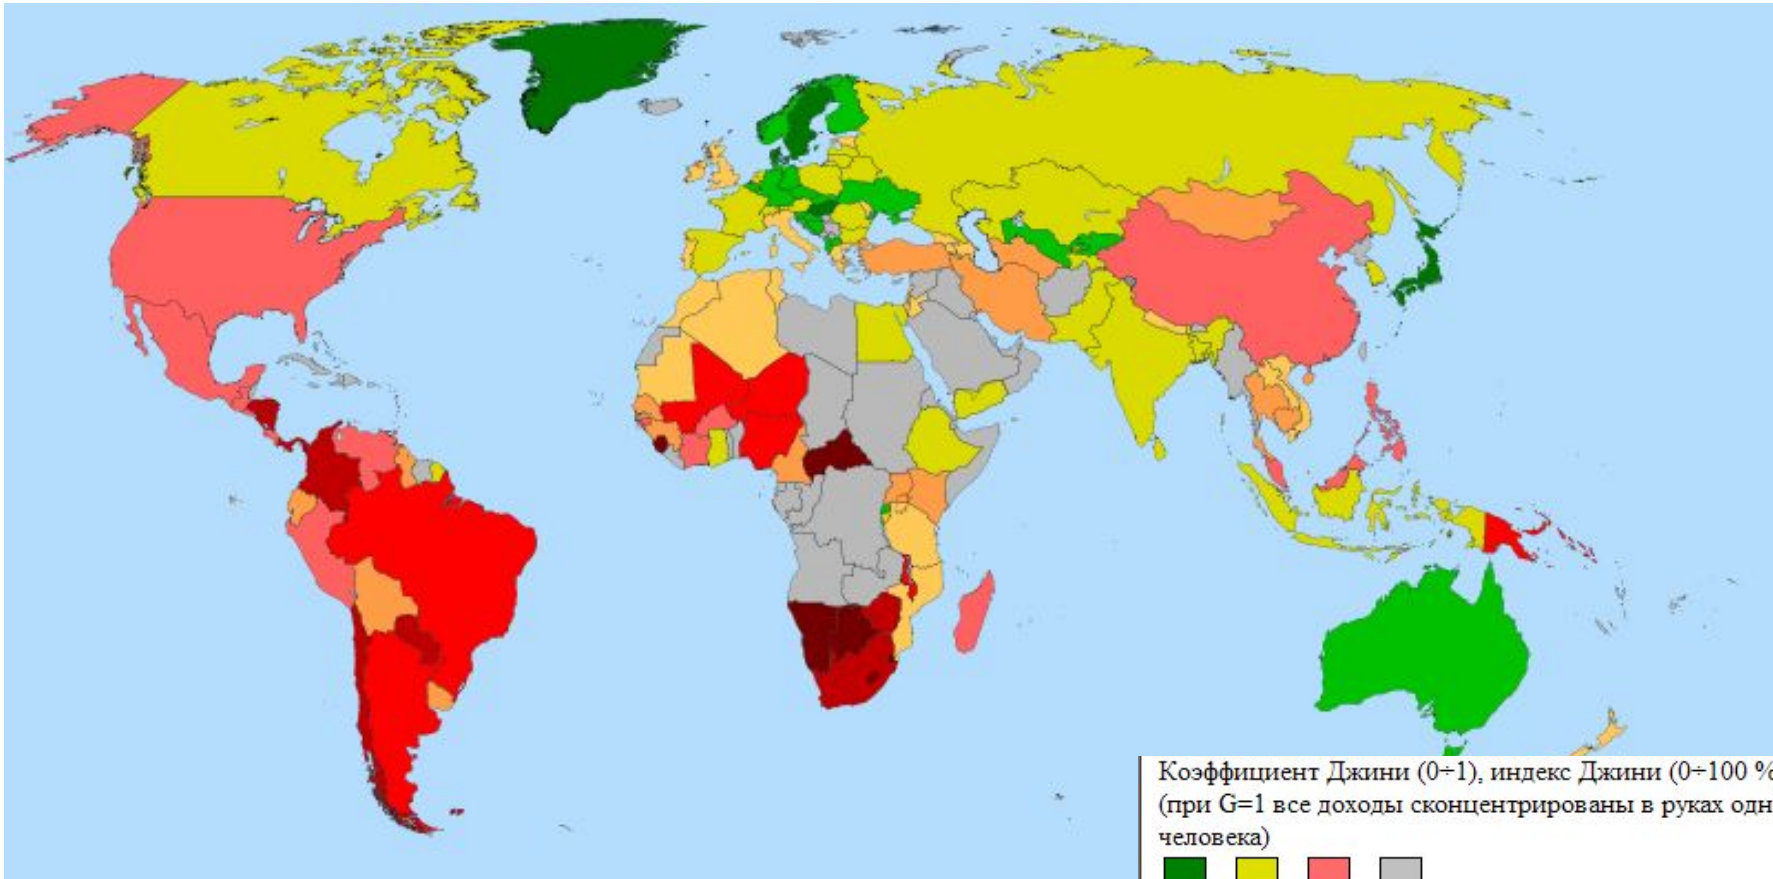 Коэффициент Джини (0÷1), индекс Джини (0÷100 %
(при G=1 все доходы сконцентрированы в руках одн
человека)